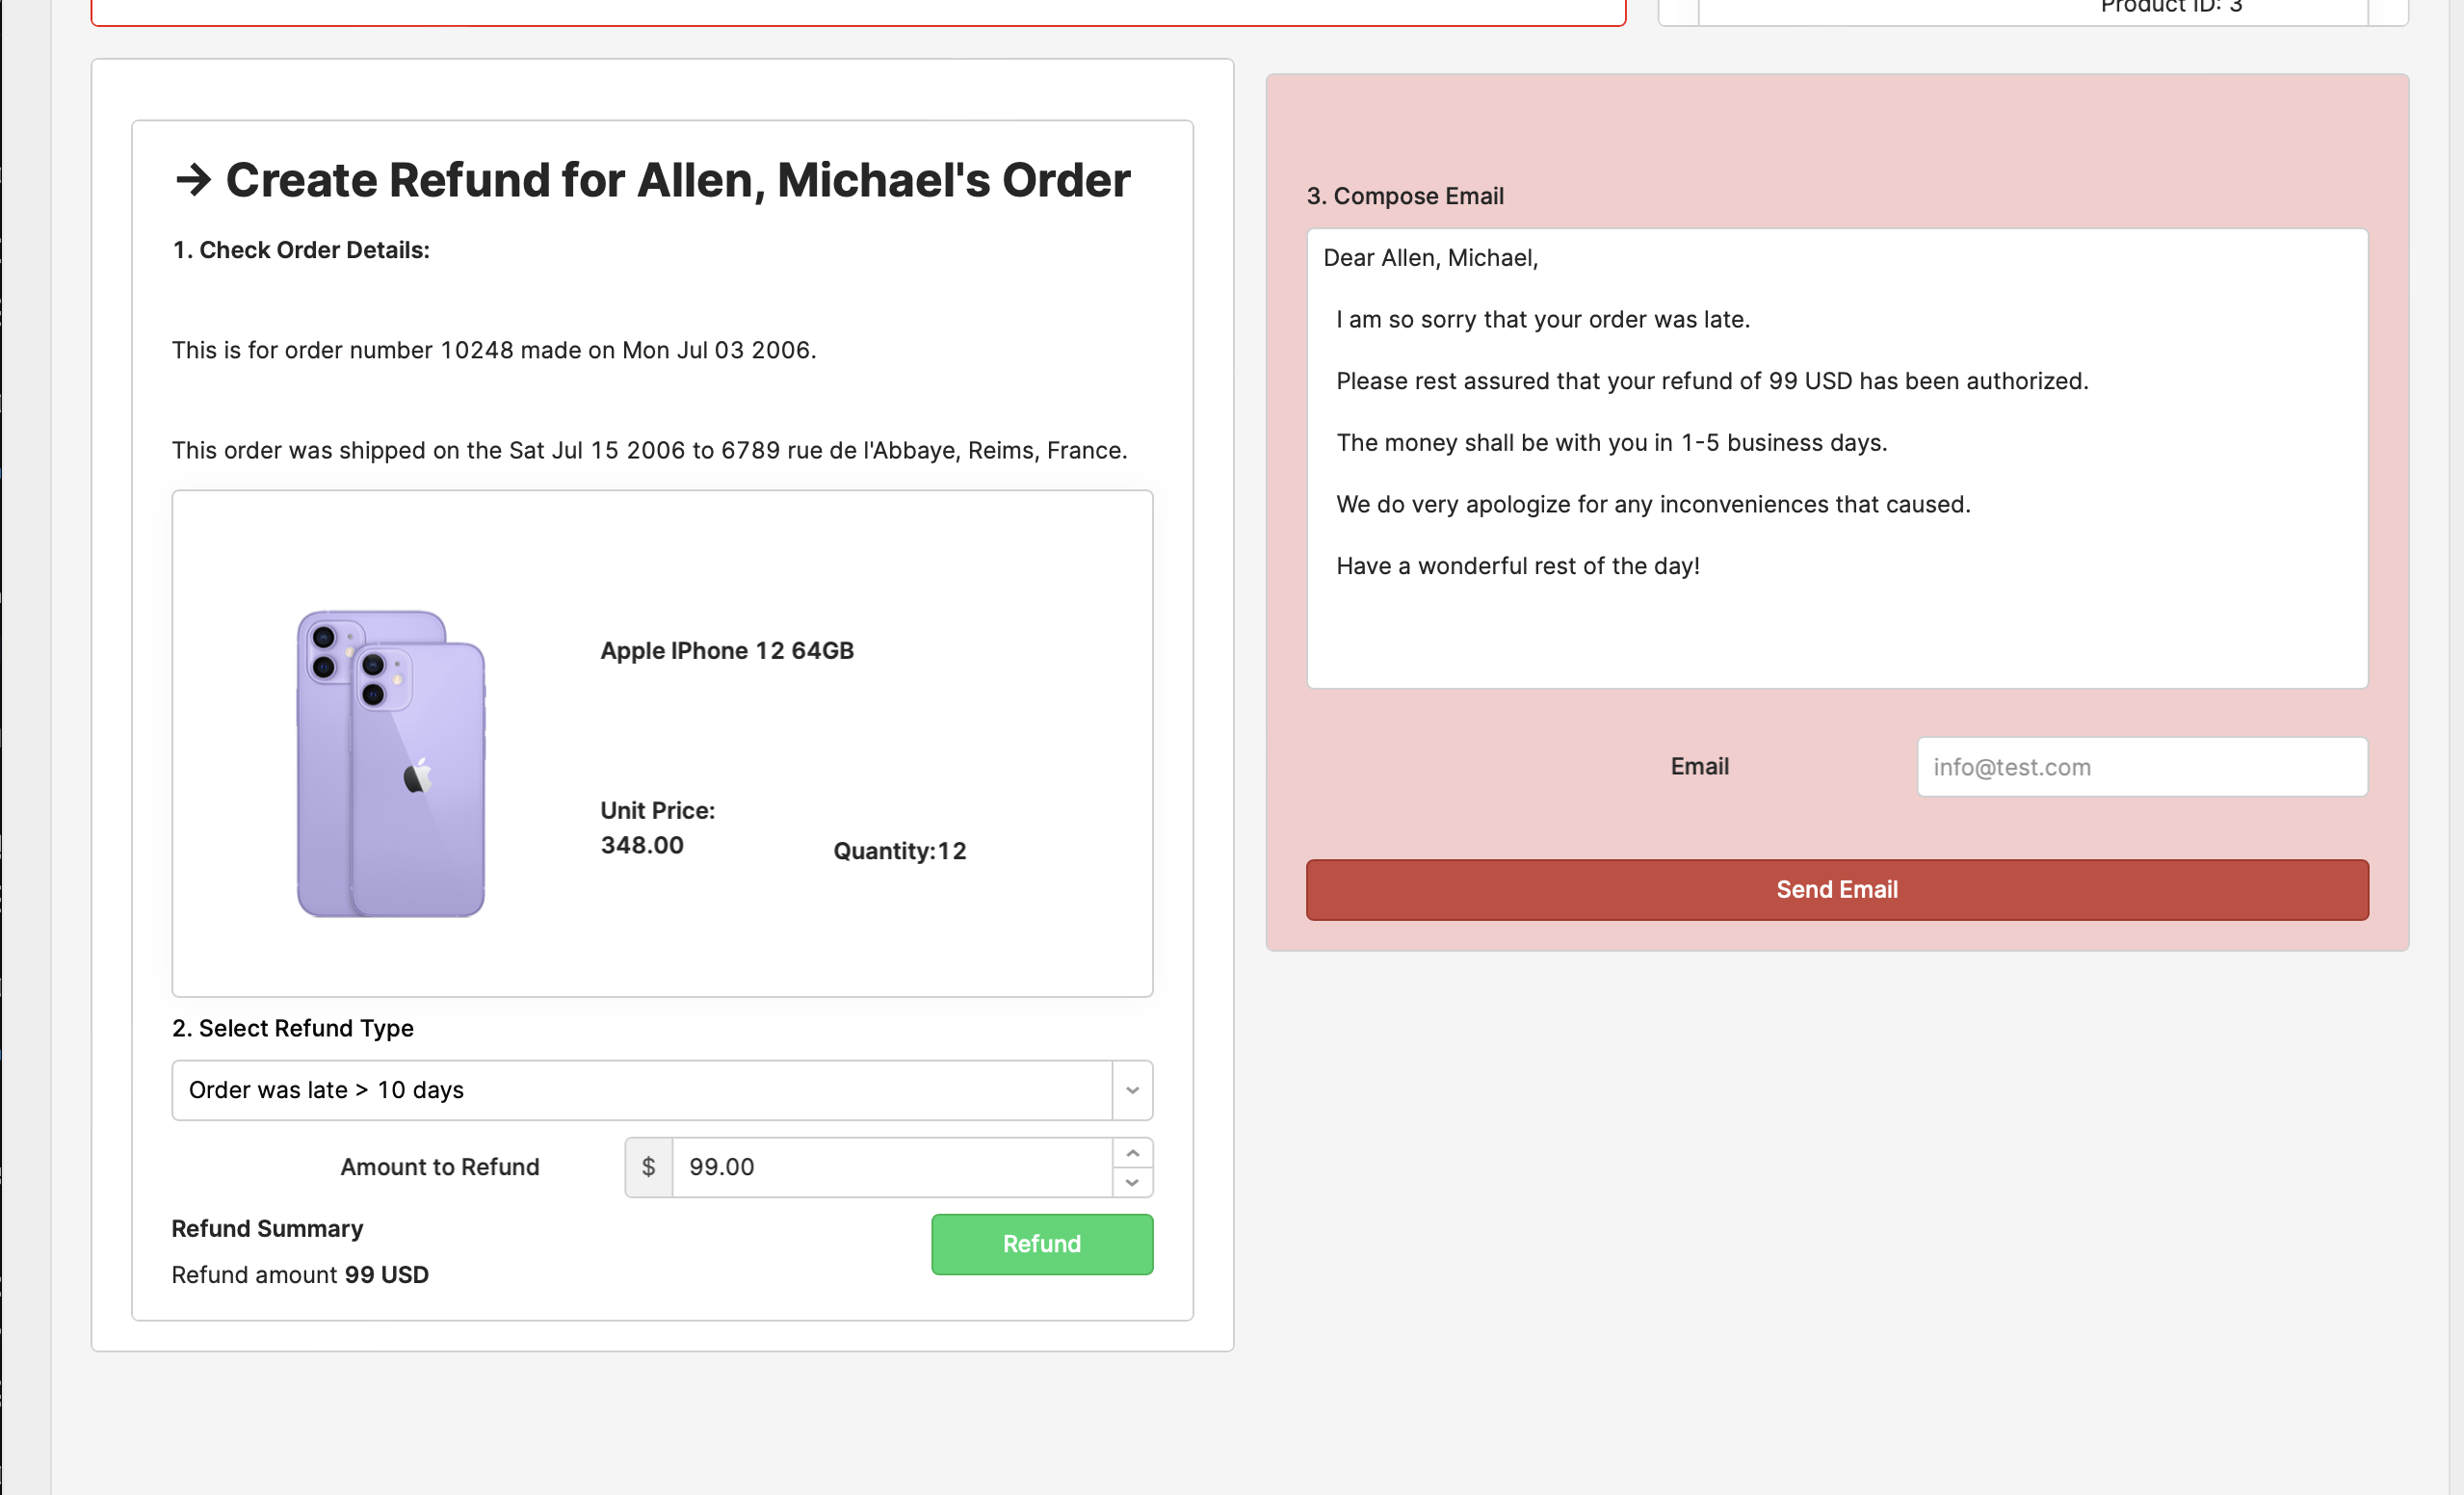 Product ID: 3
→ Create Refund for Allen, Michael's Order
1. Check Order Details:
This is for order number 10248 made on Mon Jul 03 2006.
This order was shipped on the Sat Jul 15 2006 to 6789 rue de l'Abbaye, Reims, France.
Apple IPhone 12 64GB
Unit Price:
348.00
Quantity:12
2. Select Refund Type
Order was late > 10 days
Amount to Refund
$ 99.00
Refund Summary
Refund
Refund amount 99 USD
3. Compose Email
Dear Allen, Michael,
I am so sorry that your order was late.
Please rest assured that your refund of 99 USD has been authorized.
The money shall be with you in 1-5 business days.
We do very apologize for any inconveniences that caused.
Have a wonderful rest of the day!
Email
info@test.com
Send Email